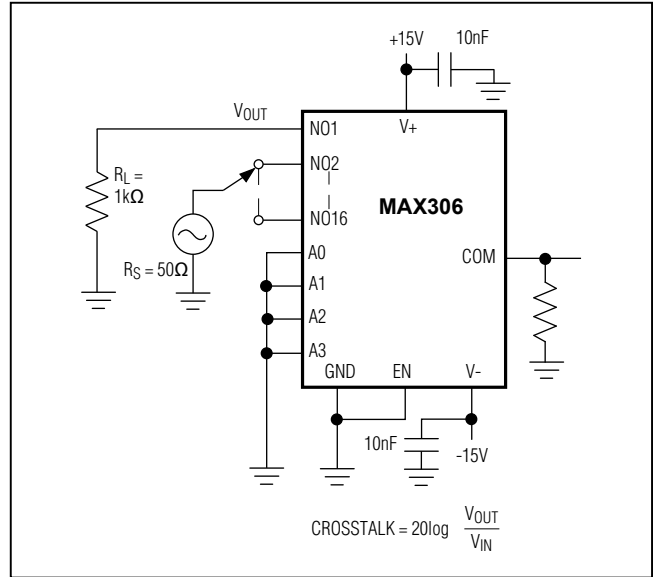 +15V
10nF
VOUT
NO1
V+
RL =
1kΩ
NO2
NO16
MAX306
RS = 50Ω
A0
COM
A1
A2
A3
GND
EN
V-
10nF
-15V
CROSSTALK = 20log VOUT
VIN